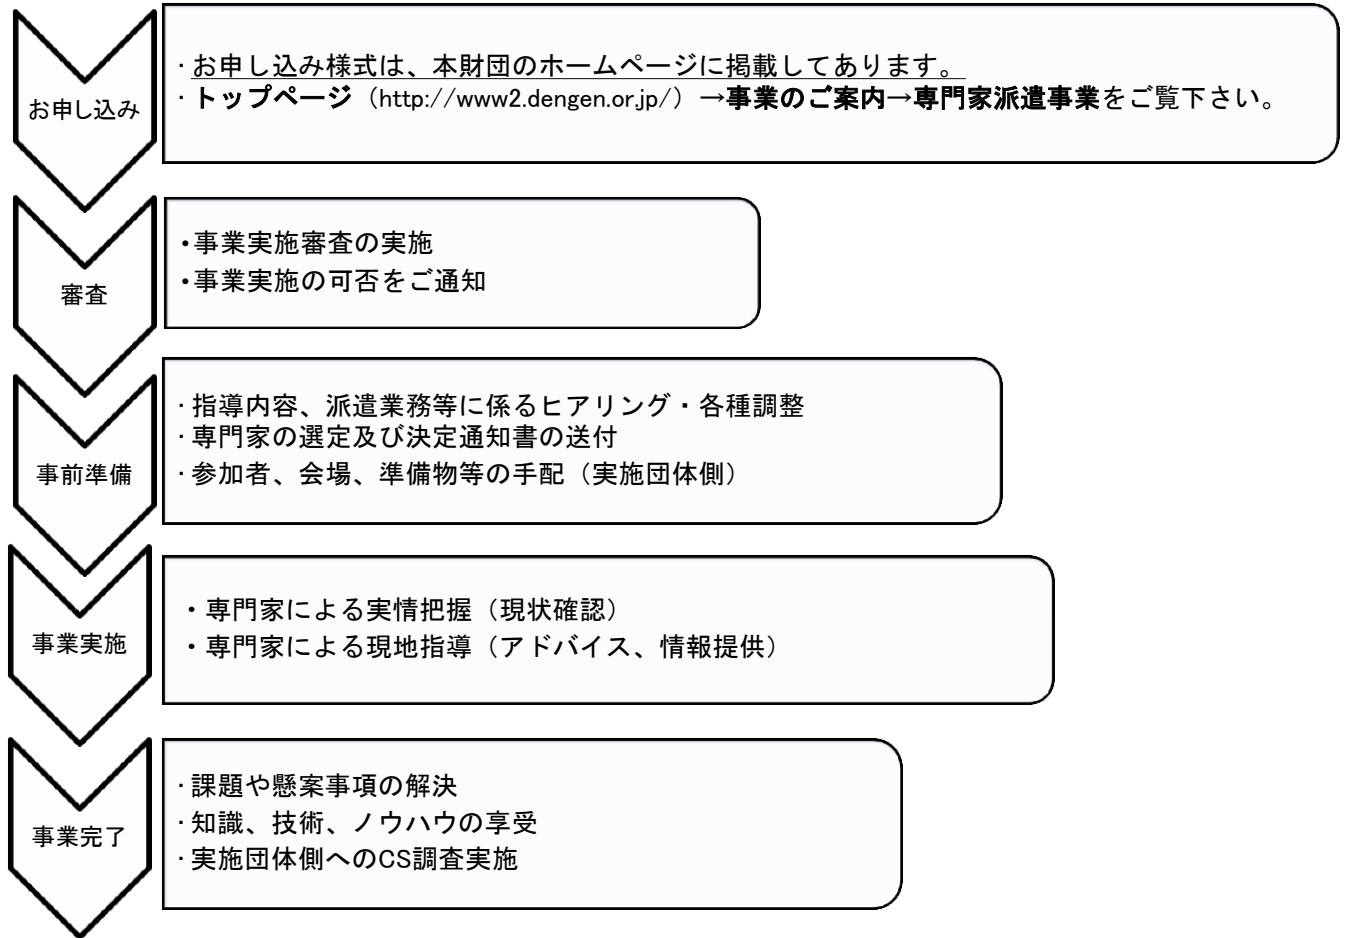 お申し込み
・お申し込み様式は、本財団のホームページに掲載してあります。
・トップページ（http://www2.dengen.or.jp/）→事業のご案内→専門家派遣事業をご覧下さい。
審査
・事業実施審査の実施
・事業実施の可否をご通知
事前準備
・指導内容、派遣業務等に係るヒアリング・各種調整
・専門家の選定及び決定通知書の送付
・参加者、会場、準備物等の手配（実施団体側）
事業実施
・専門家による実情把握（現状確認）
・専門家による現地指導（アドバイス、情報提供）
事業完了
・課題や懸案事項の解決
・知識、技術、ノウハウの享受
・実施団体側へのCS調査実施